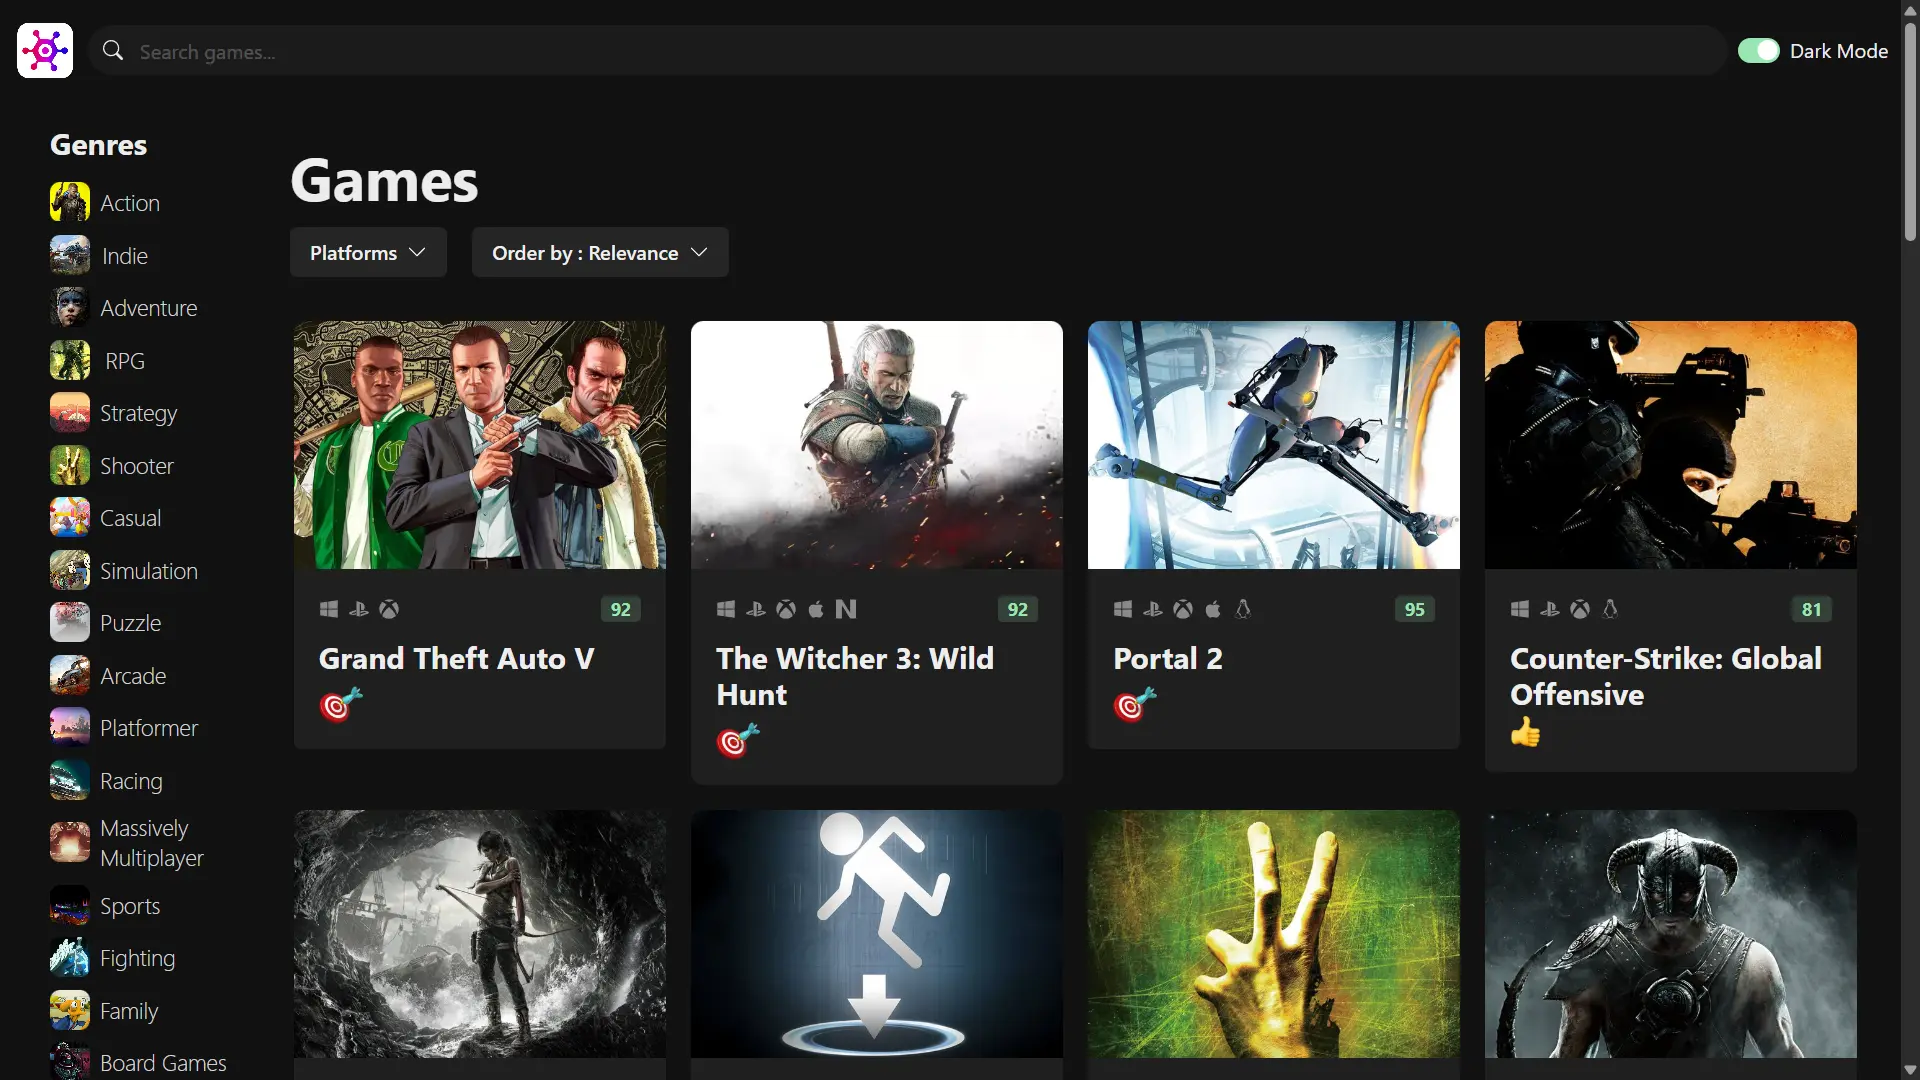 Search games...
Dark Mode
Genres
Action
Indie
Adventure
RPG
Strategy
Shooter
Casual
Simulation
Puzzle
Arcade
Platformer
Racing
Massively
Multiplayer
Sports
Fighting
Family
Board Games
Games
Platforms
Order by : Relevance
92
Grand Theft Auto V
92
The Witcher 3: Wild
Hunt
95
Portal 2
81
Counter-Strike: Global
Offensive